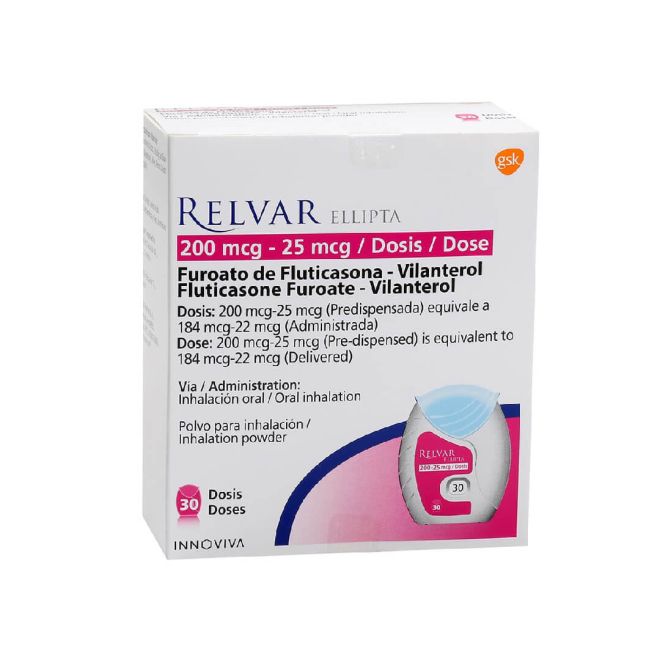 gsk
RELVAR ELLIPTA
200 mcg - 25 mcg / Dosis / Dose
Furoato de Fluticasona - Vilanterol
Fluticasone Furoate - Vilanterol
Dosis: 200 mcg-25 mcg (Predispensada) equivale a
184 mcg-22 mcg (Administrada)
Dose: 200 mcg-25 mcg (Pre-dispensed) is equivalent to
184 mcg-22 mcg (Delivered)
Vía / Administration:
Inhalación oral / Oral inhalation
Polvo para inhalación /
Inhalation powder
RELVAR
ELLIPTA
200-25 mcg / Dosis
30
30
30 Dosis
Doses
INNOVIVA